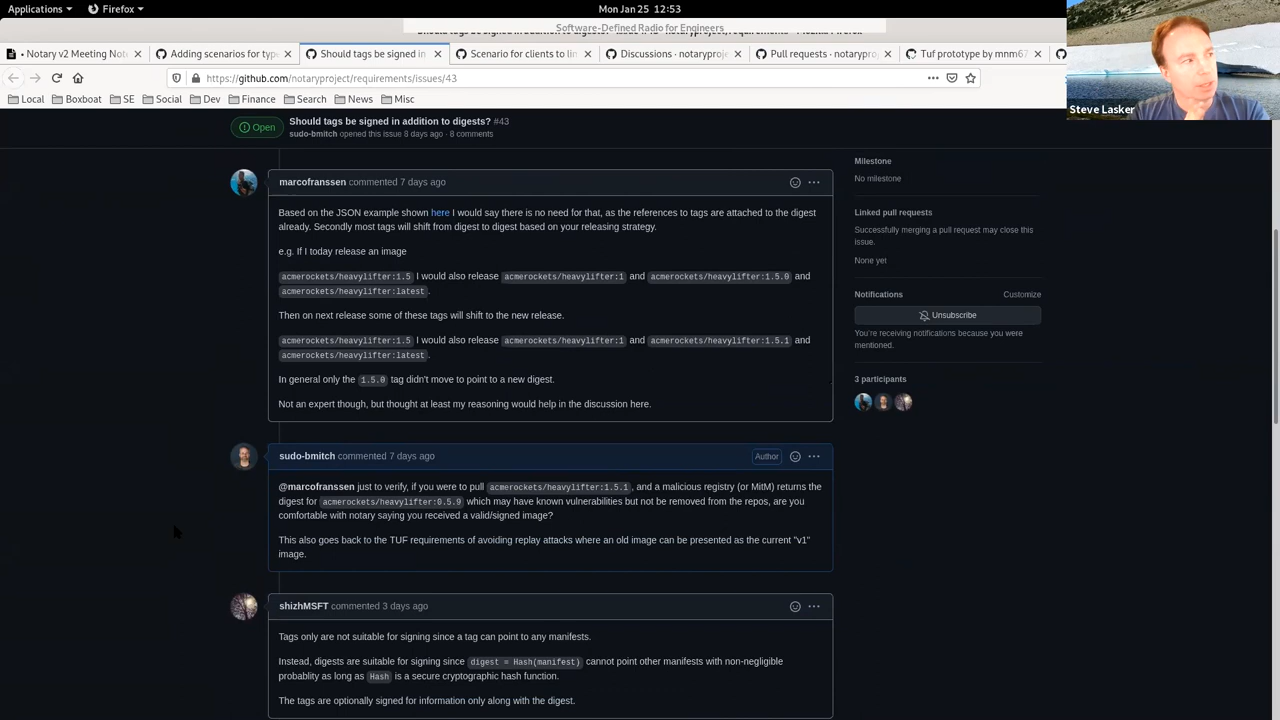 Applications
Firefox
Mon Jan 25 12:53
Software-Defined Radio for Engineers
Notary v2 Meeting Not
Adding scenarios for type
Should tags be signed in
Scenario for clients to lin
Discussions · notaryproje
Pull requests · notarypro
Tuf prototype by mnm67
https://github.com/notaryproject/requirements/issues/43
Local
Boxboat
SE
Social
Dev
Finance
Search
News
Misc
Steve Lasker
Open
Should tags be signed in addition to digests? #43
sudo-bmitch opened this issue 8 days ago · 8 comments
marcofranssen commented 7 days ago
Based on the JSON example shown here I would say there is no need for that, as the references to tags are attached to the digest
already. Secondly most tags will shift from digest to digest based on your releasing strategy.
e.g. If I today release an image
acmerockets/heavylifter:1.5 I would also release acmerockets/heavylifter:1 and acmerockets/heavylifter:1.5.0 and
acmerockets/heavylifter:latest.
Then on next release some of these tags will shift to the new release.
acmerockets/heavylifter:1.5 I would also release acmerockets/heavylifter:1 and acmerockets/heavylifter:1.5.1 and
acmerockets/heavylifter:latest.
In general only the 1.5.0 tag didn't move to point to a new digest.
Not an expert though, but thought at least my reasoning would help in the discussion here.
sudo-bmitch commented 7 days ago
Author
@marcofranssen just to verify, if you were to pull acmerockets/heavylifter:1.5.1, and a malicious registry (or MitM) returns the
digest for acmerockets/heavylifter:0.5.9 which may have known vulnerabilities but not be removed from the repos, are you
comfortable with notary saying you received a valid/signed image?
This also goes back to the TUF requirements of avoiding replay attacks where an old image can be presented as the current "v1"
image.
shizhMSFT commented 3 days ago
Tags only are not suitable for signing since a tag can point to any manifests.
Instead, digests are suitable for signing since digest = Hash(manifest) cannot point other manifests with non-negligible
probablity as long as Hash is a secure cryptographic hash function.
The tags are optionally signed for information only along with the digest.
Milestone
No milestone
Linked pull requests
Successfully merging a pull request may close this
issue.
None yet
Notifications
Customize
Unsubscribe
You're receiving notifications because you were
mentioned.
3 participants